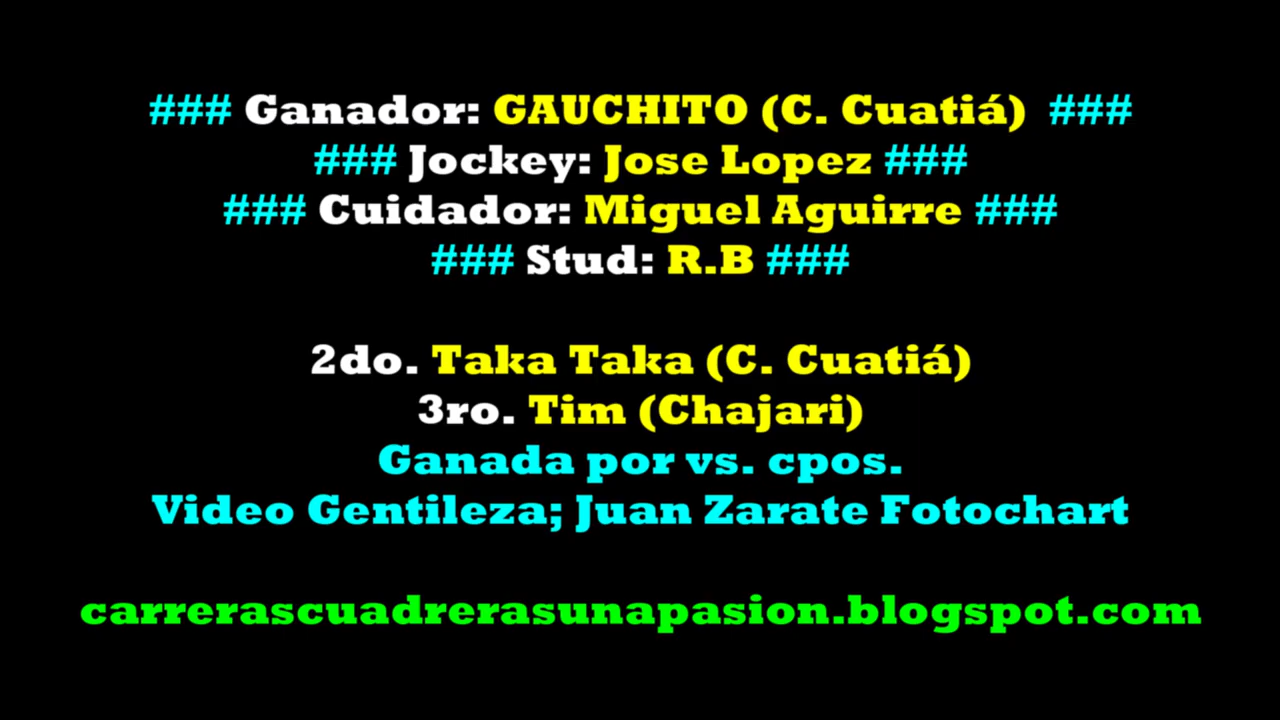 ### Ganador: GAUCHITO (C. Cuatiá) ###
### Jockey: Jose Lopez ###
### Cuidador: Miguel Aguirre ###
### Stud: R.B ###
2do. Taka Taka (C. Cuatiá)
3ro. Tim (Chajari)
Ganada por vs. cpos.
Video Gentileza; Juan Zarate Fotochart
carrerascuadrerasunapasion.blogspot.com